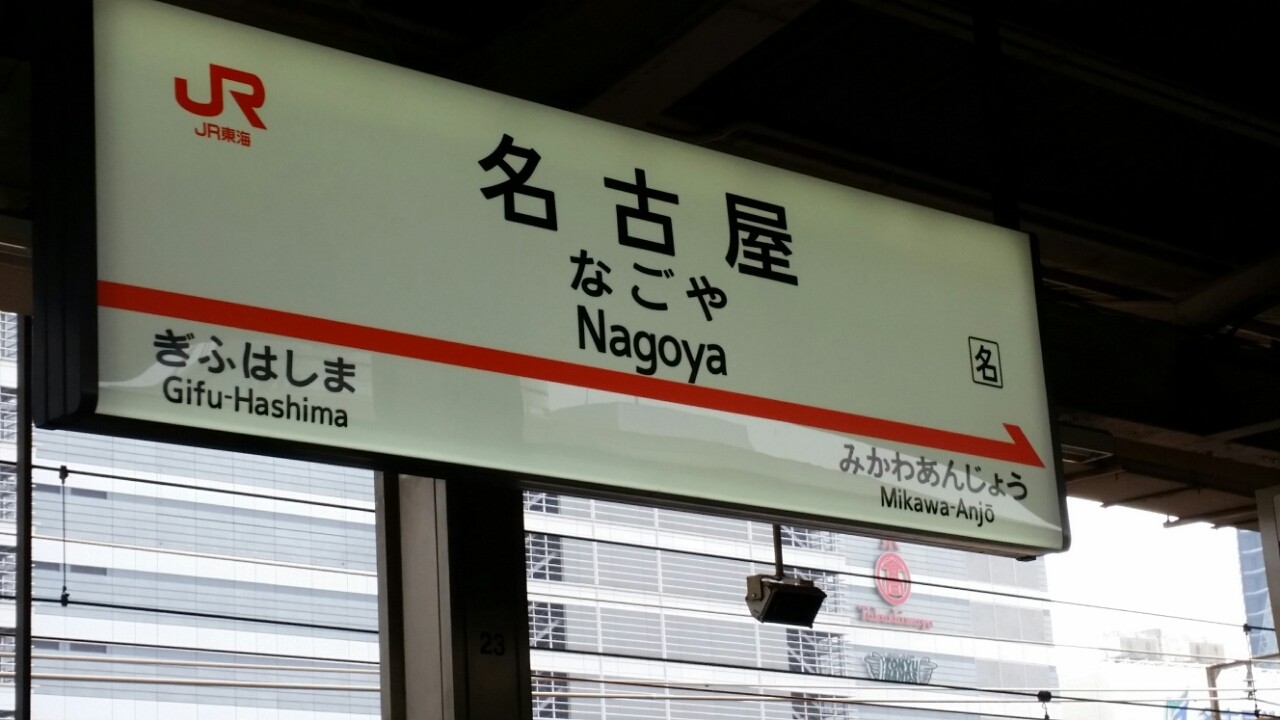 JR
JR東海
名古屋
なごや
Nagoya
名
ぎふはしま
Gifu-Hashima
みかわあんじょう
Mikawa-Anjō
23
Takashimaya